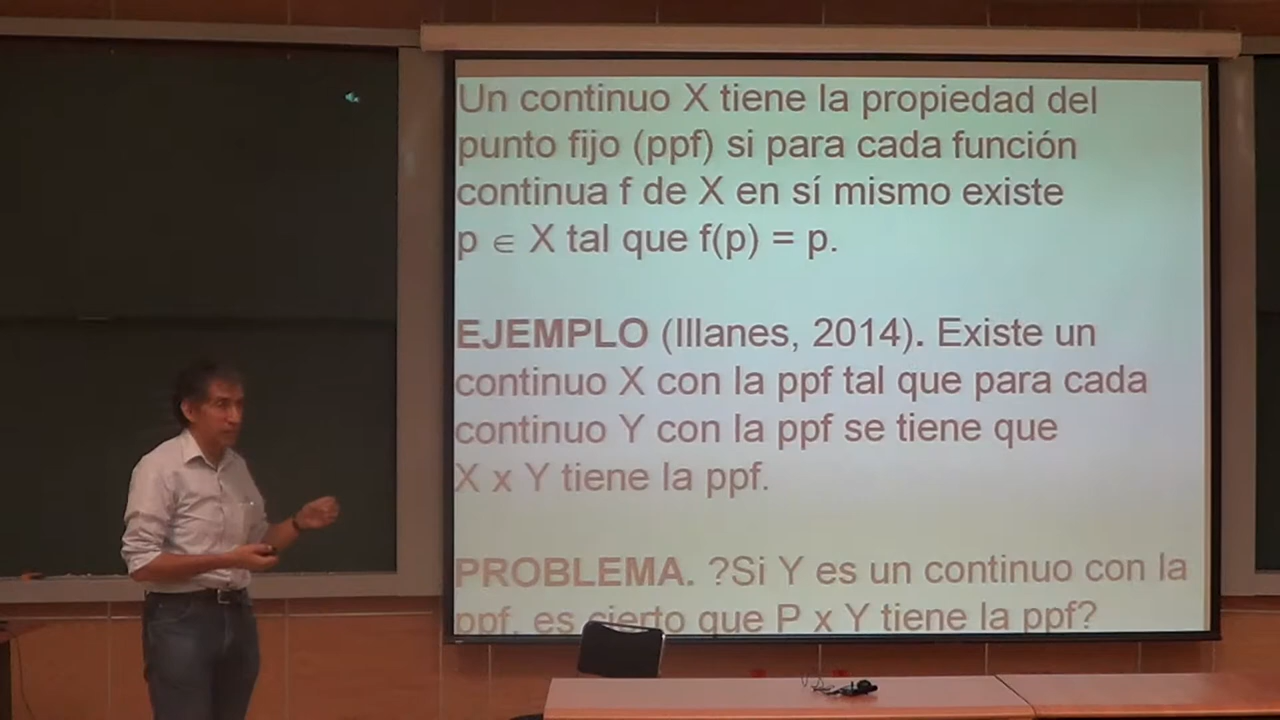 Un continuo X tiene la propiedad del
punto fijo (ppf) si para cada función
continua f de X en sí mismo existe
p ∈ X tal que f(p) = p.
EJEMPLO (Illanes, 2014). Existe un
continuo X con la ppf tal que para cada
continuo Y con la ppf se tiene que
X x Y tiene la ppf.
PROBLEMA. ?Si Y es un continuo con la
ppf, es cierto que P x Y tiene la ppf?